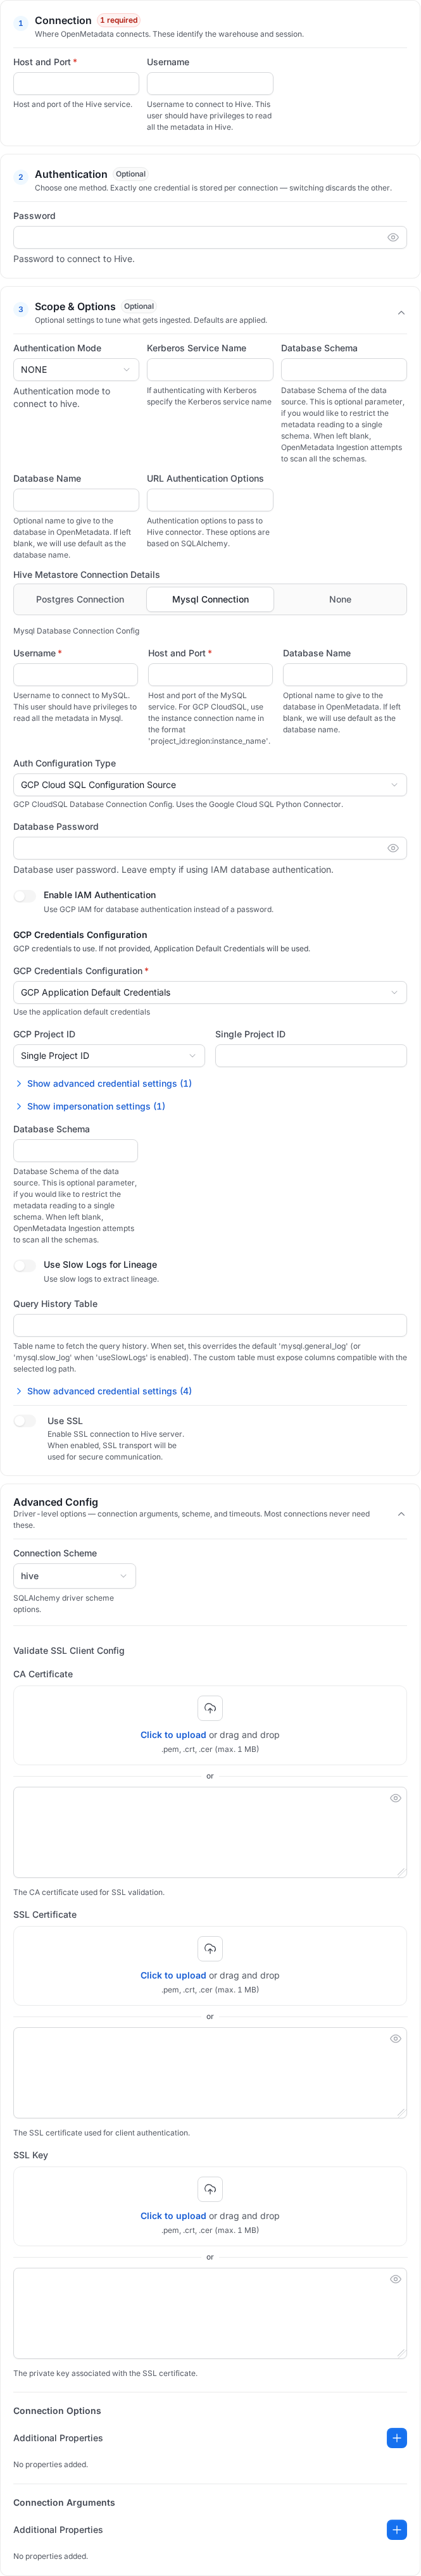 1 Connection 1 required
Where OpenMetadata connects. These identify the warehouse and session.
Host and Port *
Username
Host and port of the Hive service.
Username to connect to Hive. This
user should have privileges to read
all the metadata in Hive.
2 Authentication Optional
Choose one method. Exactly one credential is stored per connection — switching discards the other.
Password
Password to connect to Hive.
3 Scope & Options Optional
Optional settings to tune what gets ingested. Defaults are applied.
Authentication Mode
NONE
Authentication mode to
connect to hive.
Kerberos Service Name
If authenticating with Kerberos
specify the Kerberos service name
Database Schema
Database Schema of the data
source. This is optional parameter,
if you would like to restrict the
metadata reading to a single
schema. When left blank,
OpenMetadata Ingestion attempts
to scan all the schemas.
Database Name
Optional name to give to the
database in OpenMetadata. If left
blank, we will use default as the
database name.
URL Authentication Options
Authentication options to pass to
Hive connector. These options are
based on SQLAlchemy.
Hive Metastore Connection Details
Postgres Connection
Mysql Connection
None
Mysql Database Connection Config
Username *
Username to connect to MySQL.
This user should have privileges to
read all the metadata in Mysql.
Host and Port *
Host and port of the MySQL
service. For GCP CloudSQL, use
the instance connection name in
the format
'project_id:region:instance_name'.
Database Name
Optional name to give to the
database in OpenMetadata. If left
blank, we will use default as the
database name.
Auth Configuration Type
GCP Cloud SQL Configuration Source
GCP CloudSQL Database Connection Config. Uses the Google Cloud SQL Python Connector.
Database Password
Database user password. Leave empty if using IAM database authentication.
Enable IAM Authentication
Use GCP IAM for database authentication instead of a password.
GCP Credentials Configuration
GCP credentials to use. If not provided, Application Default Credentials will be used.
GCP Credentials Configuration *
GCP Application Default Credentials
Use the application default credentials
GCP Project ID
Single Project ID
Single Project ID
Show advanced credential settings (1)
Show impersonation settings (1)
Database Schema
Database Schema of the data
source. This is optional parameter,
if you would like to restrict the
metadata reading to a single
schema. When left blank,
OpenMetadata Ingestion attempts
to scan all the schemas.
Use Slow Logs for Lineage
Use slow logs to extract lineage.
Query History Table
Table name to fetch the query history. When set, this overrides the default 'mysql.general_log' (or
'mysql.slow_log' when 'useSlowLogs' is enabled). The custom table must expose columns compatible with the
selected log path.
Show advanced credential settings (4)
Use SSL
Enable SSL connection to Hive server.
When enabled, SSL transport will be
used for secure communication.
Advanced Config
Driver-level options — connection arguments, scheme, and timeouts. Most connections never need
these.
Connection Scheme
hive
SQLAlchemy driver scheme
options.
Validate SSL Client Config
CA Certificate
Click to upload or drag and drop
.pem, .crt, .cer (max. 1 MB)
or
The CA certificate used for SSL validation.
SSL Certificate
Click to upload or drag and drop
.pem, .crt, .cer (max. 1 MB)
or
The SSL certificate used for client authentication.
SSL Key
Click to upload or drag and drop
.pem, .crt, .cer (max. 1 MB)
or
The private key associated with the SSL certificate.
Connection Options
Additional Properties
No properties added.
Connection Arguments
Additional Properties
No properties added.